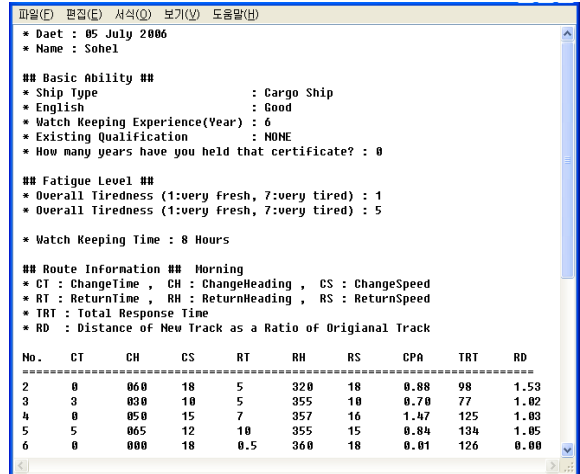 파일(F) 편집(E) 서식(O) 보기(V) 도움말(H)
* Daet : 05 July 2006
* Name : Sohel
## Basic Ability ##
* Ship Type : Cargo Ship
* English : Good
* Watch Keeping Experience(Year) : 6
* Existing Qualification : NONE
* How many years have you held that certificate? : 0
## Fatigue Level ##
* Overall Tiredness (1:very fresh, 7:very tired) : 1
* Overall Tiredness (1:very fresh, 7:very tired) : 5
* Watch Keeping Time : 8 Hours
## Route Information ## Morning
* CT : ChangeTime , CH : ChangeHeading , CS : ChangeSpeed
* RT : ReturnTime , RH : ReturnHeading , RS : ReturnSpeed
* TRT : Total Response Time
* RD : Distance of New Track as a Ratio of Origianal Track
No. CT CH CS RT RH RS CPA TRT RD
==========================================================================
2 0 060 18 5 320 18 0.88 98 1.53
3 3 030 10 5 355 10 0.70 77 1.02
4 0 050 15 7 357 16 1.47 125 1.03
5 5 065 12 10 355 15 0.84 134 1.05
6 0 000 18 0.5 360 18 0.01 126 0.00